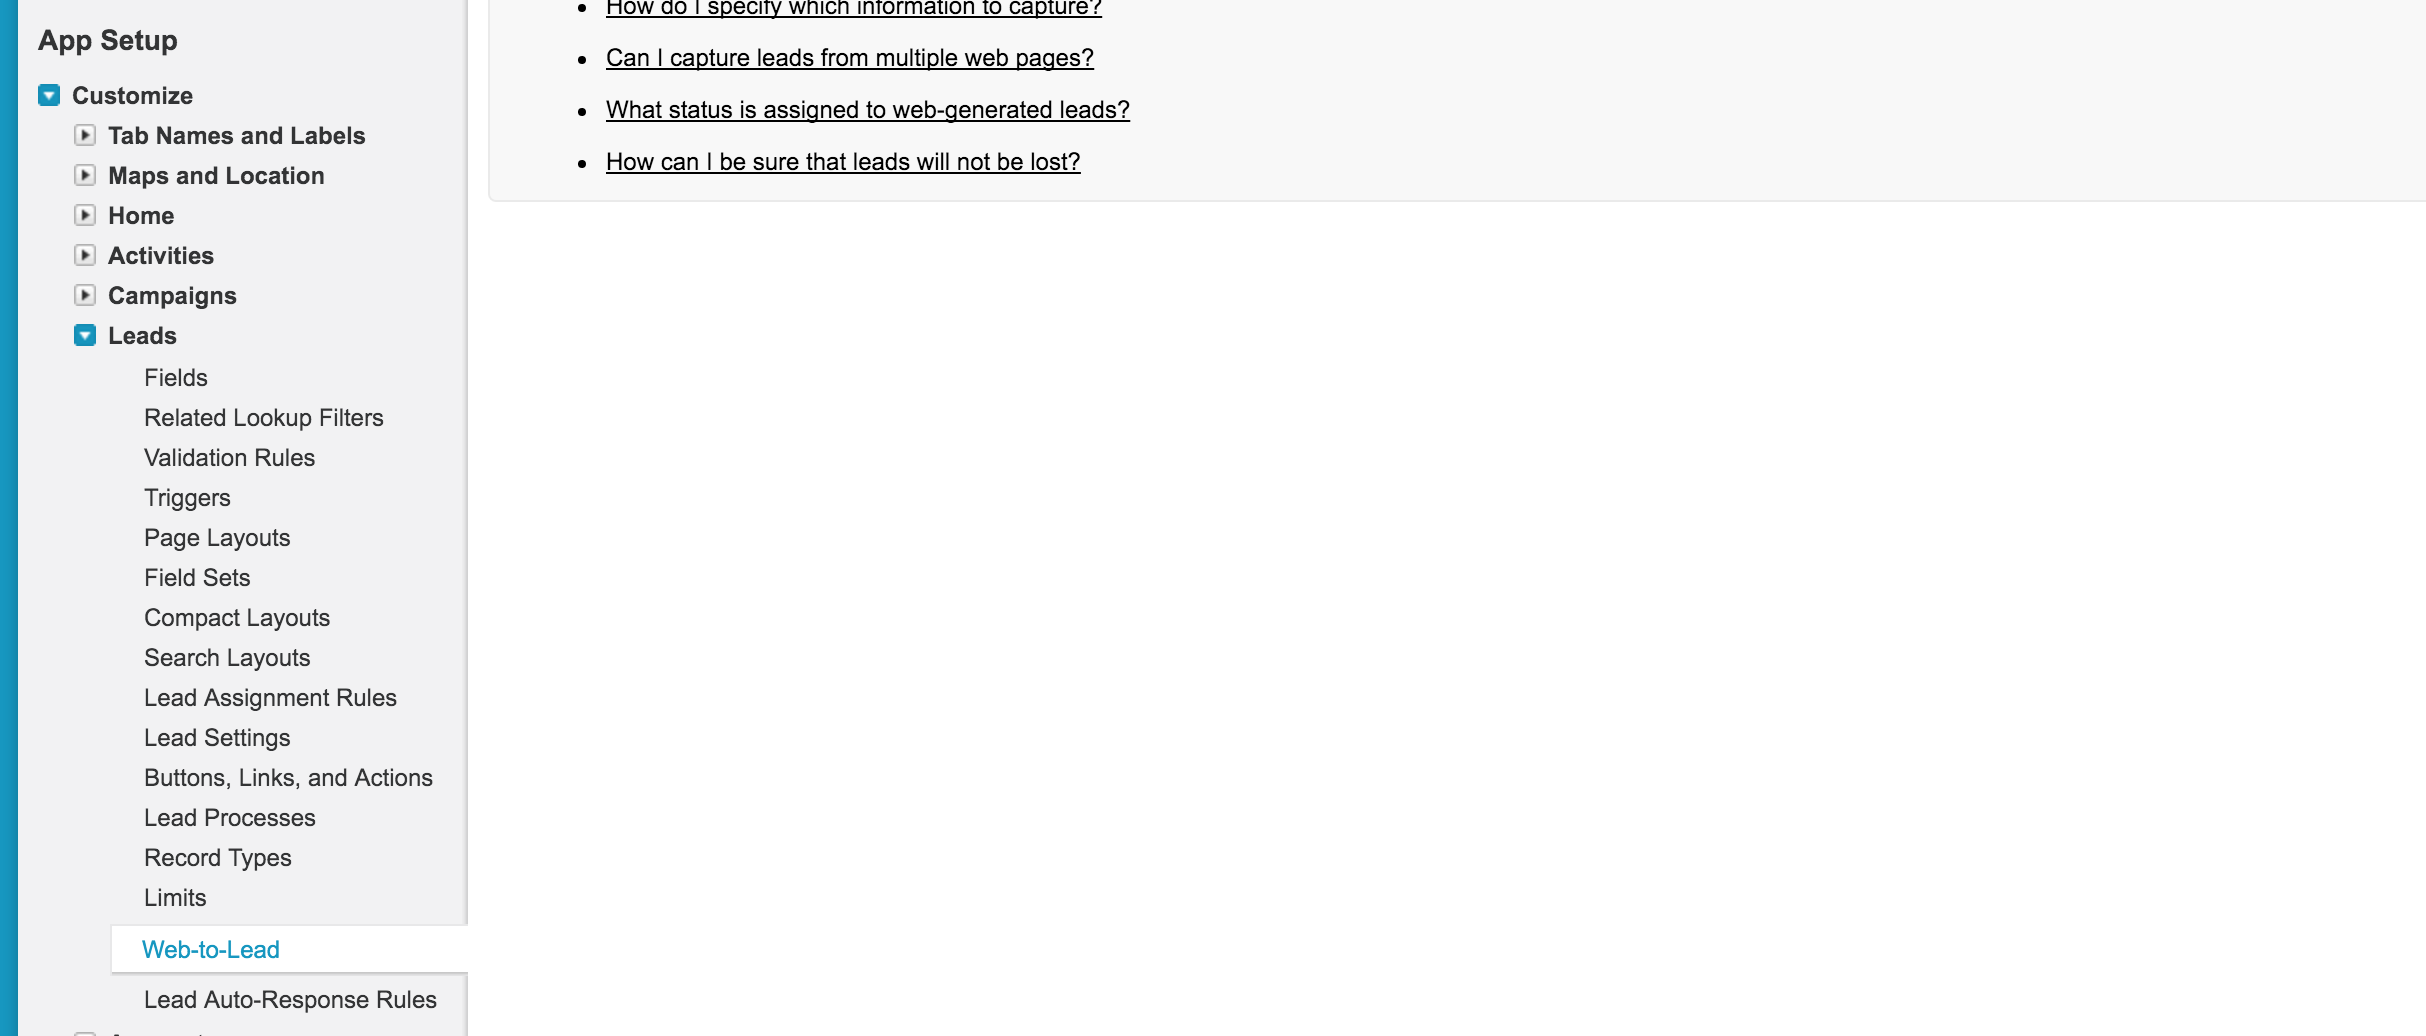 App Setup
Customize
Tab Names and Labels
Maps and Location
Home
Activities
Campaigns
Leads
Fields
Related Lookup Filters
Validation Rules
Triggers
Page Layouts
Field Sets
Compact Layouts
Search Layouts
Lead Assignment Rules
Lead Settings
Buttons, Links, and Actions
Lead Processes
Record Types
Limits
Web-to-Lead
Lead Auto-Response Rules
How do I specify which information to capture?
Can I capture leads from multiple web pages?
What status is assigned to web-generated leads?
How can I be sure that leads will not be lost?